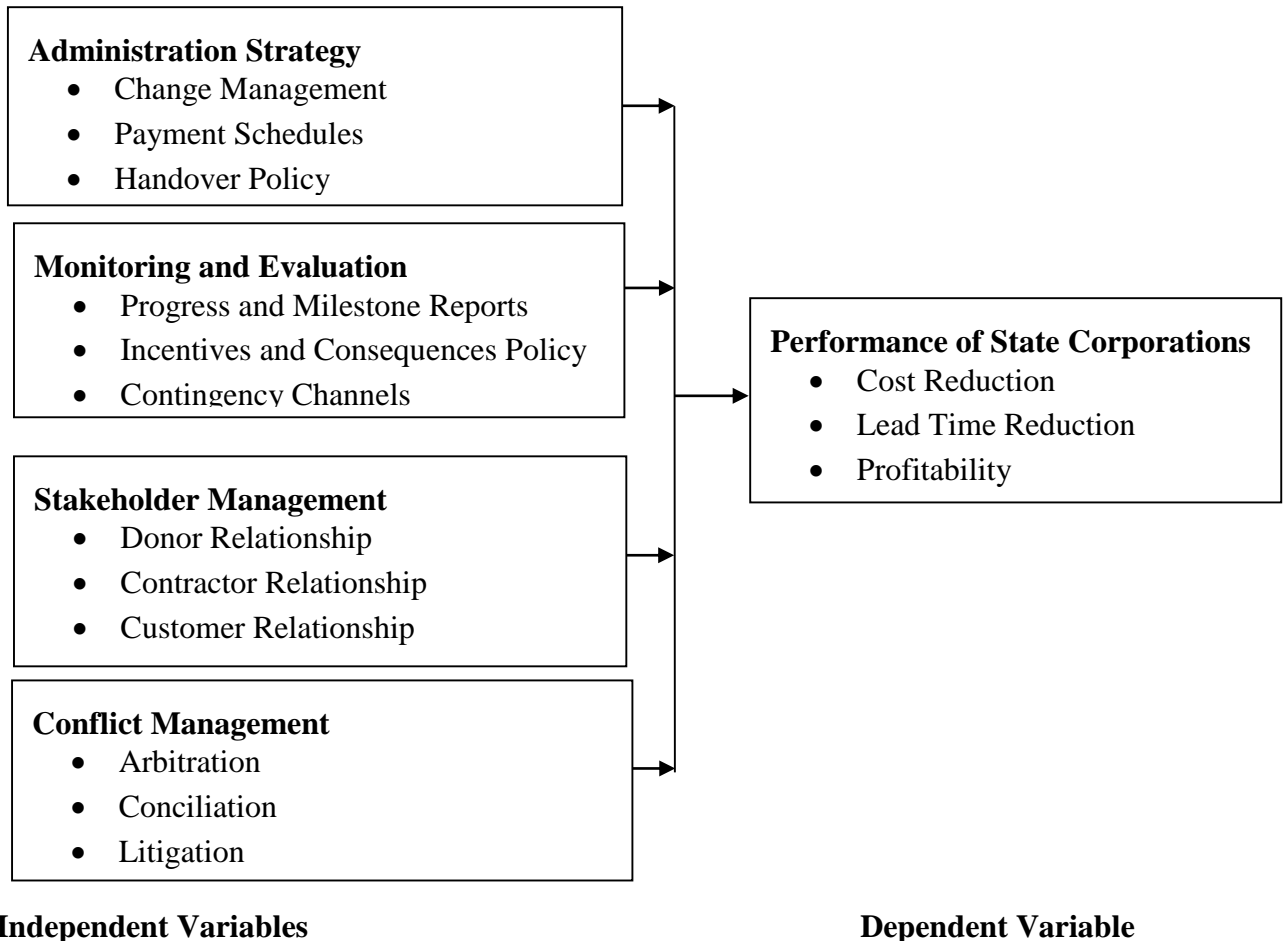 Administration Strategy
• Change Management
• Payment Schedules
• Handover Policy
Monitoring and Evaluation
• Progress and Milestone Reports
• Incentives and Consequences Policy
• Contingency Channels
Stakeholder Management
• Donor Relationship
• Contractor Relationship
• Customer Relationship
Conflict Management
• Arbitration
• Conciliation
• Litigation
Performance of State Corporations
• Cost Reduction
• Lead Time Reduction
• Profitability
Independent Variables
Dependent Variable